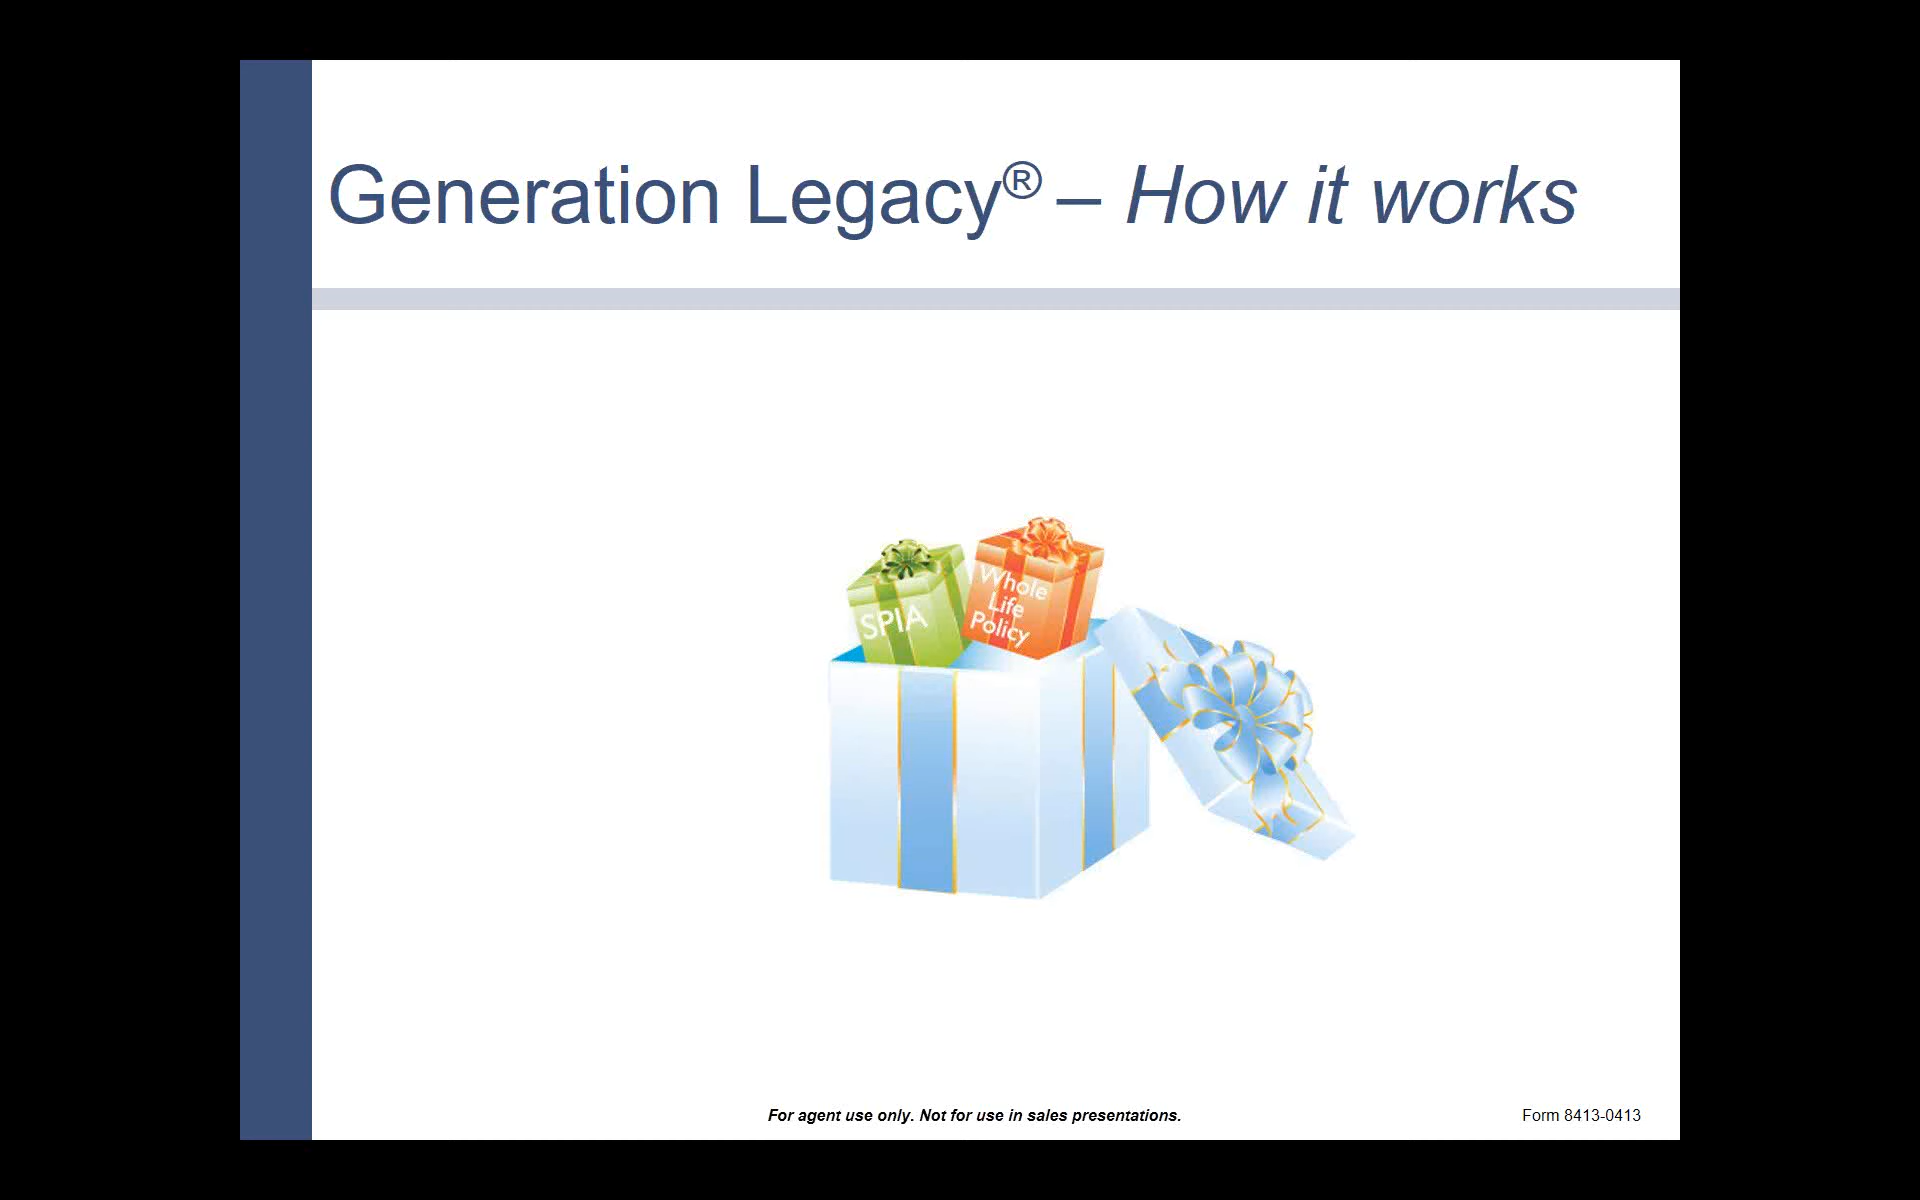 Generation Legacy® – How it works
SPIA
Whole
Life
Policy
For agent use only. Not for use in sales presentations.
Form 8413-0413